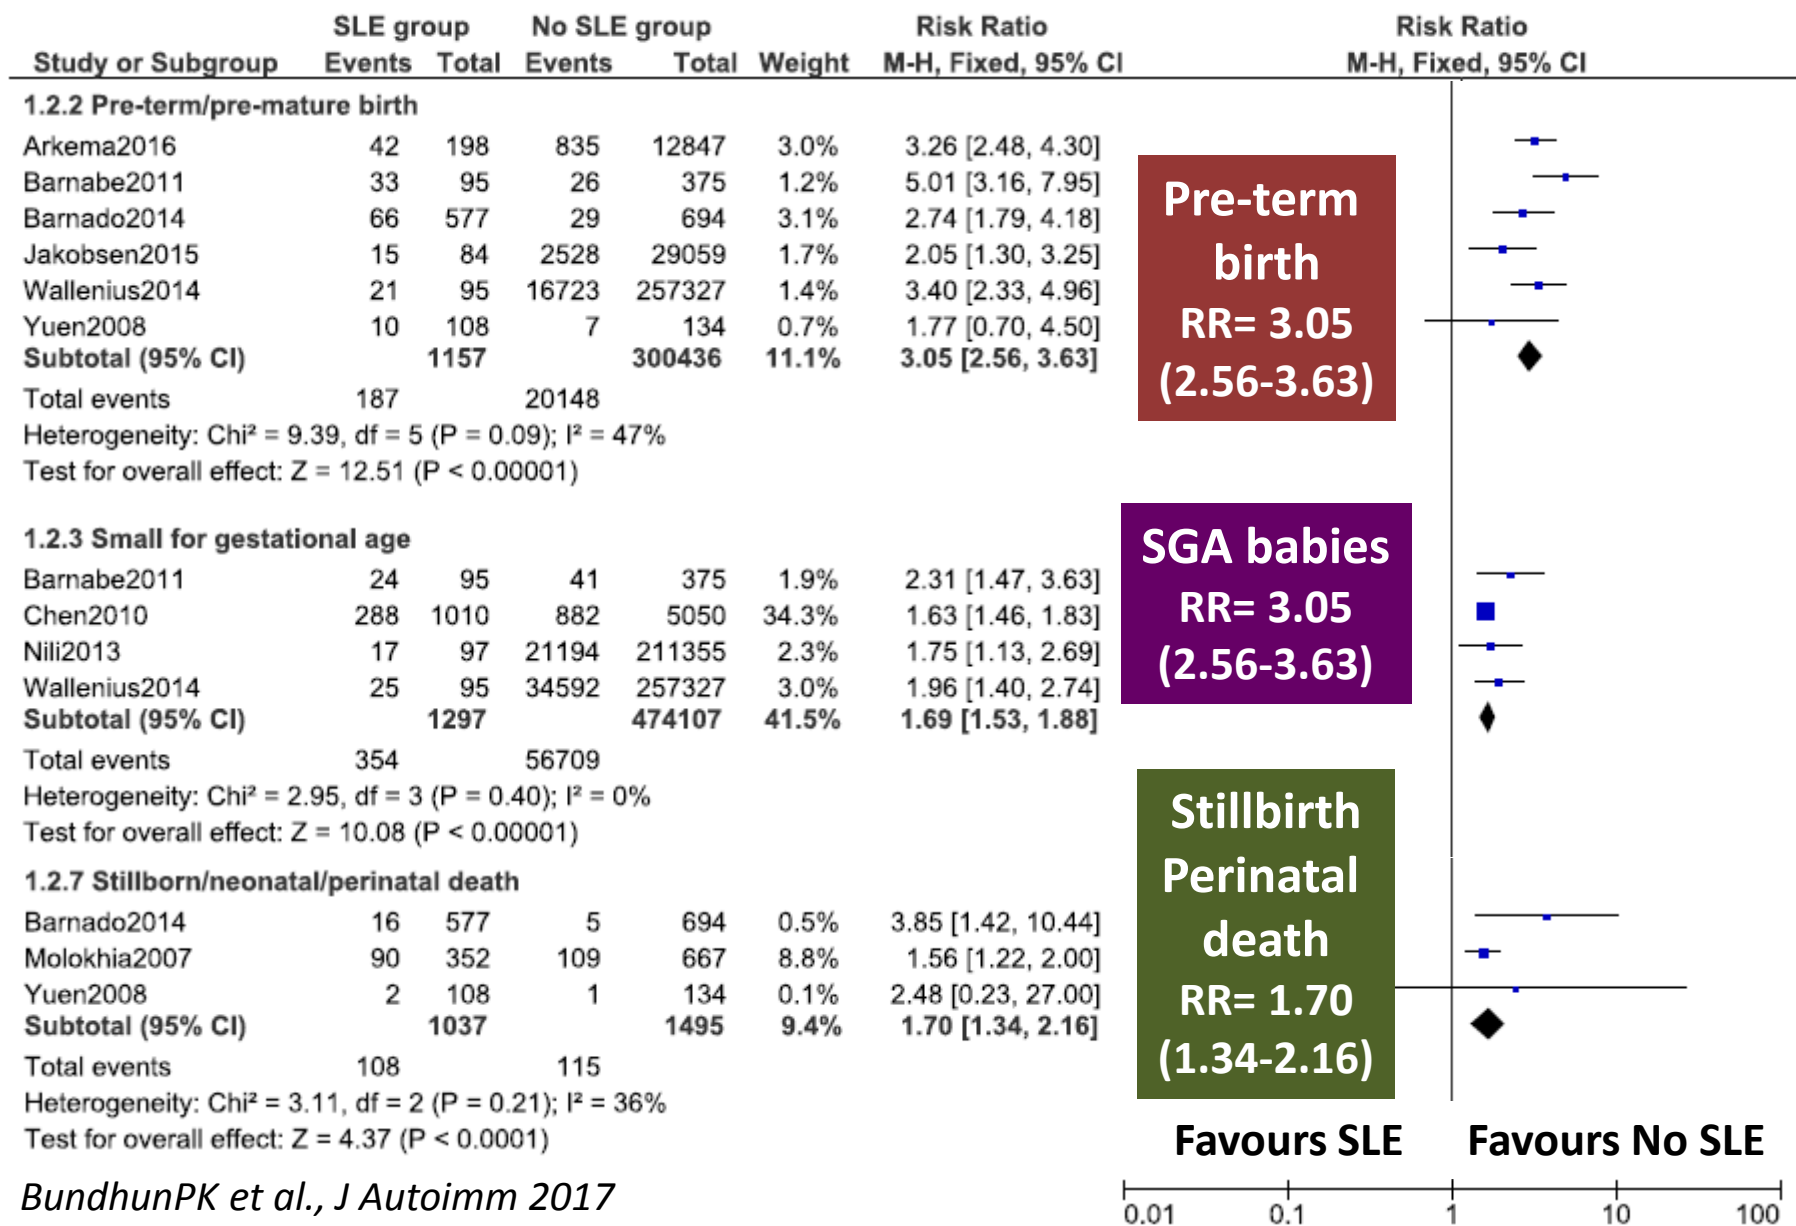 SLE group No SLE group Risk Ratio Risk Ratio
Study or Subgroup Events Total Events Total Weight M-H, Fixed, 95% CI M-H, Fixed, 95% CI
1.2.2 Pre-term/pre-mature birth
Arkema2016 42 198 835 12847 3.0% 3.26 [2.48, 4.30]
Barnabe2011 33 95 26 375 1.2% 5.01 [3.16, 7.95]
Barnado2014 66 577 29 694 3.1% 2.74 [1.79, 4.18]
Jakobsen2015 15 84 2528 29059 1.7% 2.05 [1.30, 3.25]
Wallenius2014 21 95 16723 257327 1.4% 3.40 [2.33, 4.96]
Yuen2008 10 108 7 134 0.7% 1.77 [0.70, 4.50]
Subtotal (95% CI) 1157 300436 11.1% 3.05 [2.56, 3.63]
Total events 187 20148
Heterogeneity: Chi² = 9.39, df = 5 (P = 0.09); I² = 47%
Test for overall effect: Z = 12.51 (P < 0.00001)
Pre-term
birth
RR= 3.05
(2.56-3.63)
1.2.3 Small for gestational age
Barnabe2011 24 95 41 375 1.9% 2.31 [1.47, 3.63]
Chen2010 288 1010 882 5050 34.3% 1.63 [1.46, 1.83]
Nili2013 17 97 21194 211355 2.3% 1.75 [1.13, 2.69]
Wallenius2014 25 95 34592 257327 3.0% 1.96 [1.40, 2.74]
Subtotal (95% CI) 1297 474107 41.5% 1.69 [1.53, 1.88]
Total events 354 56709
Heterogeneity: Chi² = 2.95, df = 3 (P = 0.40); I² = 0%
Test for overall effect: Z = 10.08 (P < 0.00001)
SGA babies
RR= 3.05
(2.56-3.63)
1.2.7 Stillborn/neonatal/perinatal death
Barnado2014 16 577 5 694 0.5% 3.85 [1.42, 10.44]
Molokhia2007 90 352 109 667 8.8% 1.56 [1.22, 2.00]
Yuen2008 2 108 1 134 0.1% 2.48 [0.23, 27.00]
Subtotal (95% CI) 1037 1495 9.4% 1.70 [1.34, 2.16]
Total events 108 115
Heterogeneity: Chi² = 3.11, df = 2 (P = 0.21); I² = 36%
Test for overall effect: Z = 4.37 (P < 0.0001)
Stillbirth
Perinatal
death
RR= 1.70
(1.34-2.16)
Favours SLE Favours No SLE
0.01 0.1 1 10 100
BundhunPK et al., J Autoimm 2017